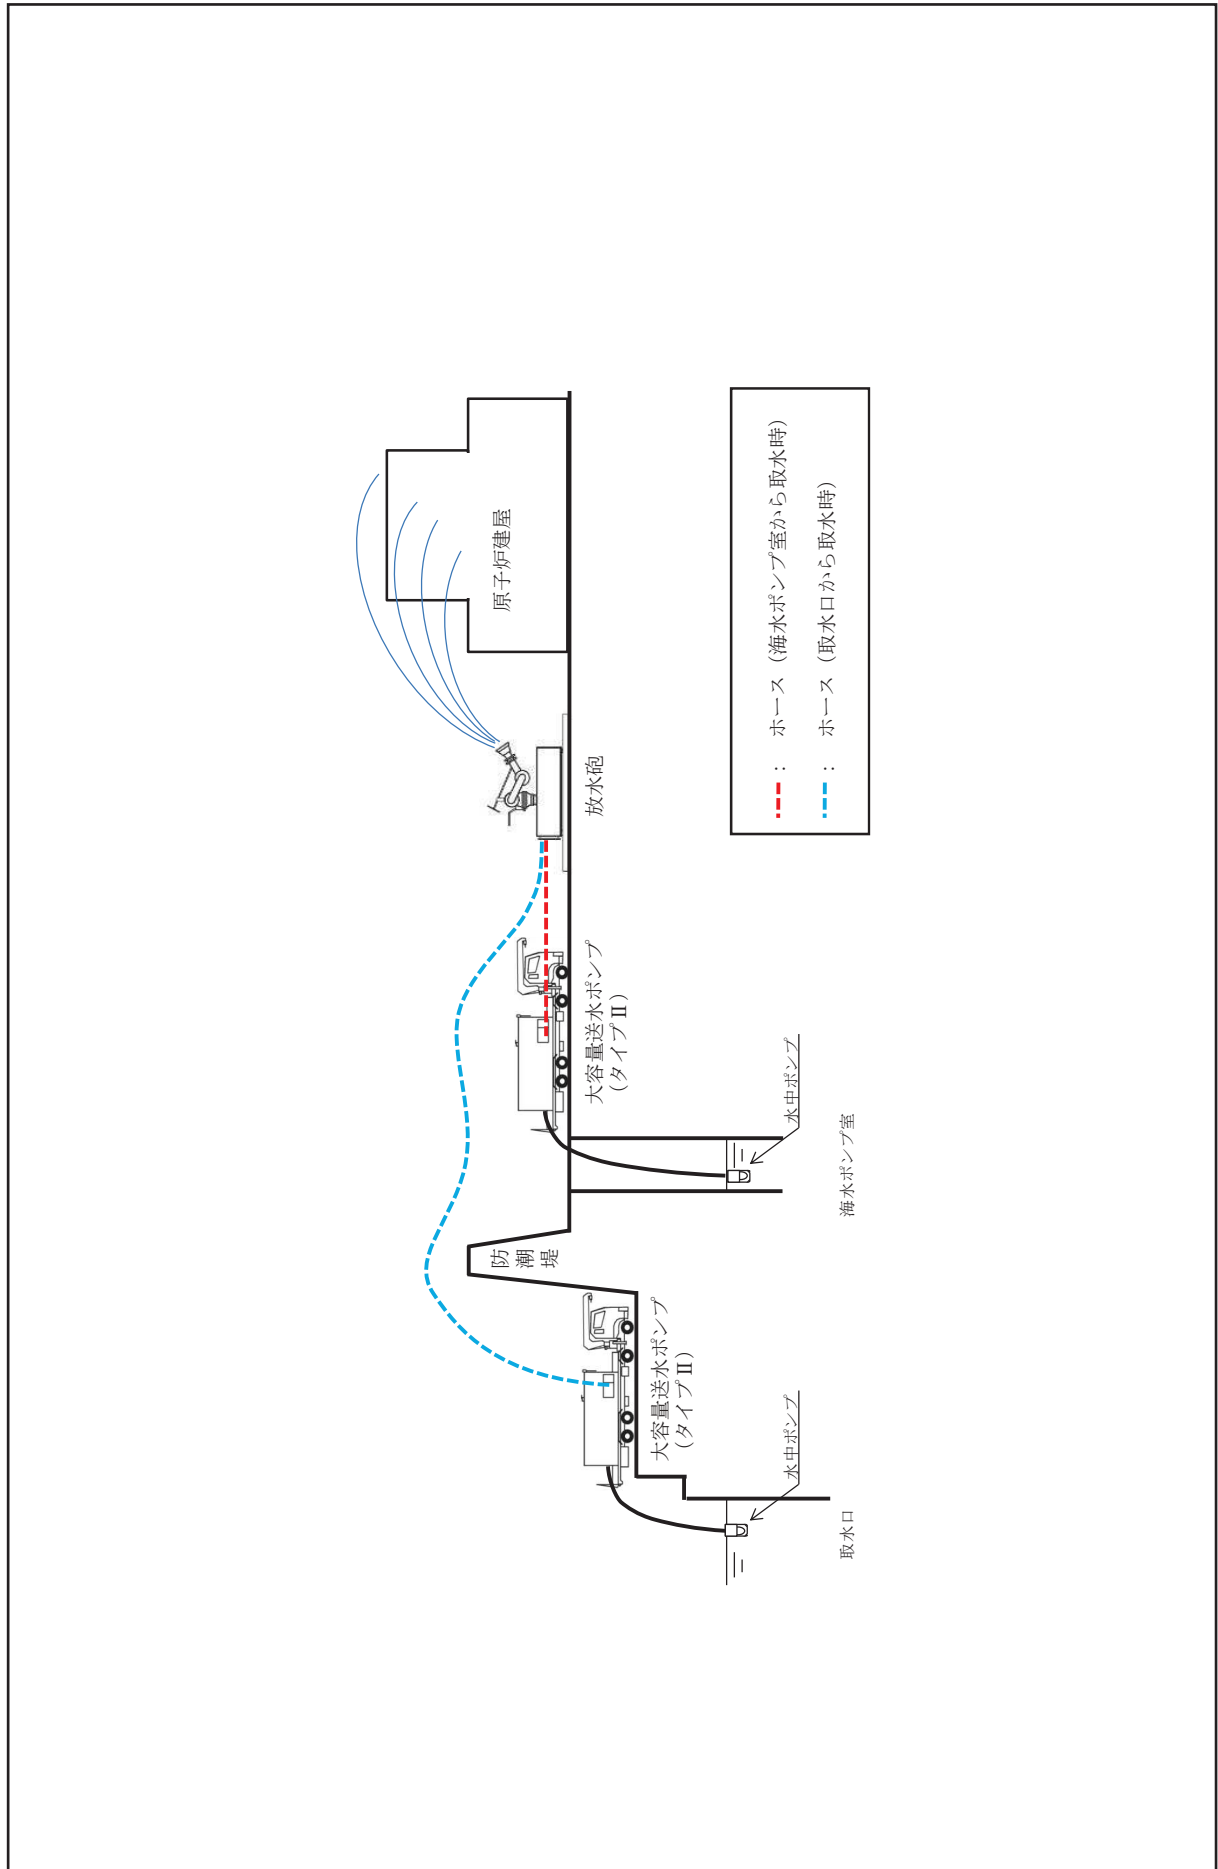 原子炉建屋
放水砲
大容量送水ポンプ
(タイプⅡ)
水中ポンプ
海水ポンプ室
防潮堤
大容量送水ポンプ
(タイプⅡ)
水中ポンプ
取水口
: ホース (海水ポンプ室から取水時)
: ホース (取水口から取水時)